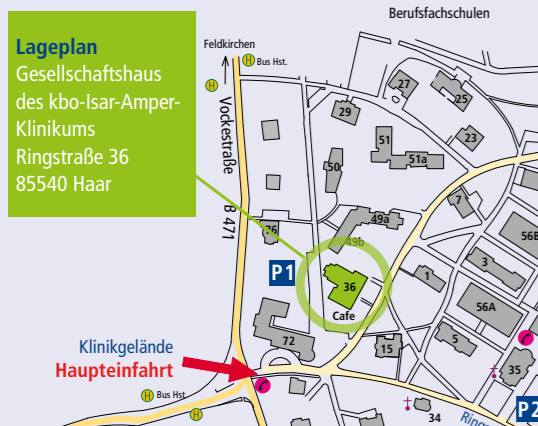 Berufsfachschulen
Lageplan
Gesellschaftshaus
des kbo-Isar-Amper-
Klinikums
Ringstraße 36
85540 Haar
Feldkirchen
H Bus Hst.
H
Vockestraße
B 471
27
25
29
23
51
51a
50
7
49a
49b
76
56B
3
P1
1
36
56A
Cafe
72
15
5
35
Klinikgelände
Haupteinfahrt
H Bus Hst
H
34
P2